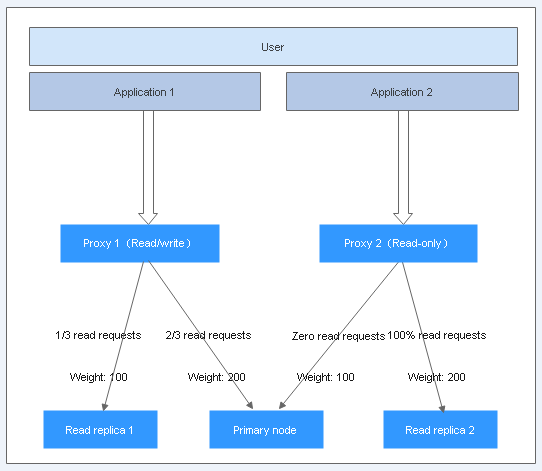 User
Application 1
Application 2
Proxy 1（Read/write）
Proxy 2（Read-only）
1/3 read requests
2/3 read requests
Zero read requests
100% read requests
Weight: 100
Weight: 200
Weight: 100
Weight: 200
Read replica 1
Primary node
Read replica 2